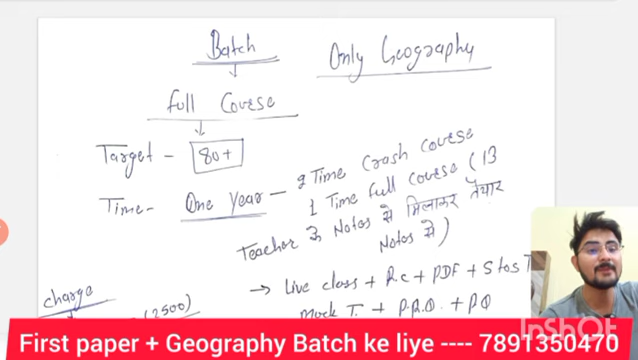 Batch
Only Geography
Full Course
Target - 80+
Time - One Year - 2 Time Crash Course
1 Time Full Course (13
Teacher के Notes से मिलाकर तैयार
Notes से)
→ Live class + R.C + PDF + S to S T
Mock T. + P.R.O. + PQ
charge
(2500)
First paper + Geography Batch ke liye ---- 7891350470
InShOt